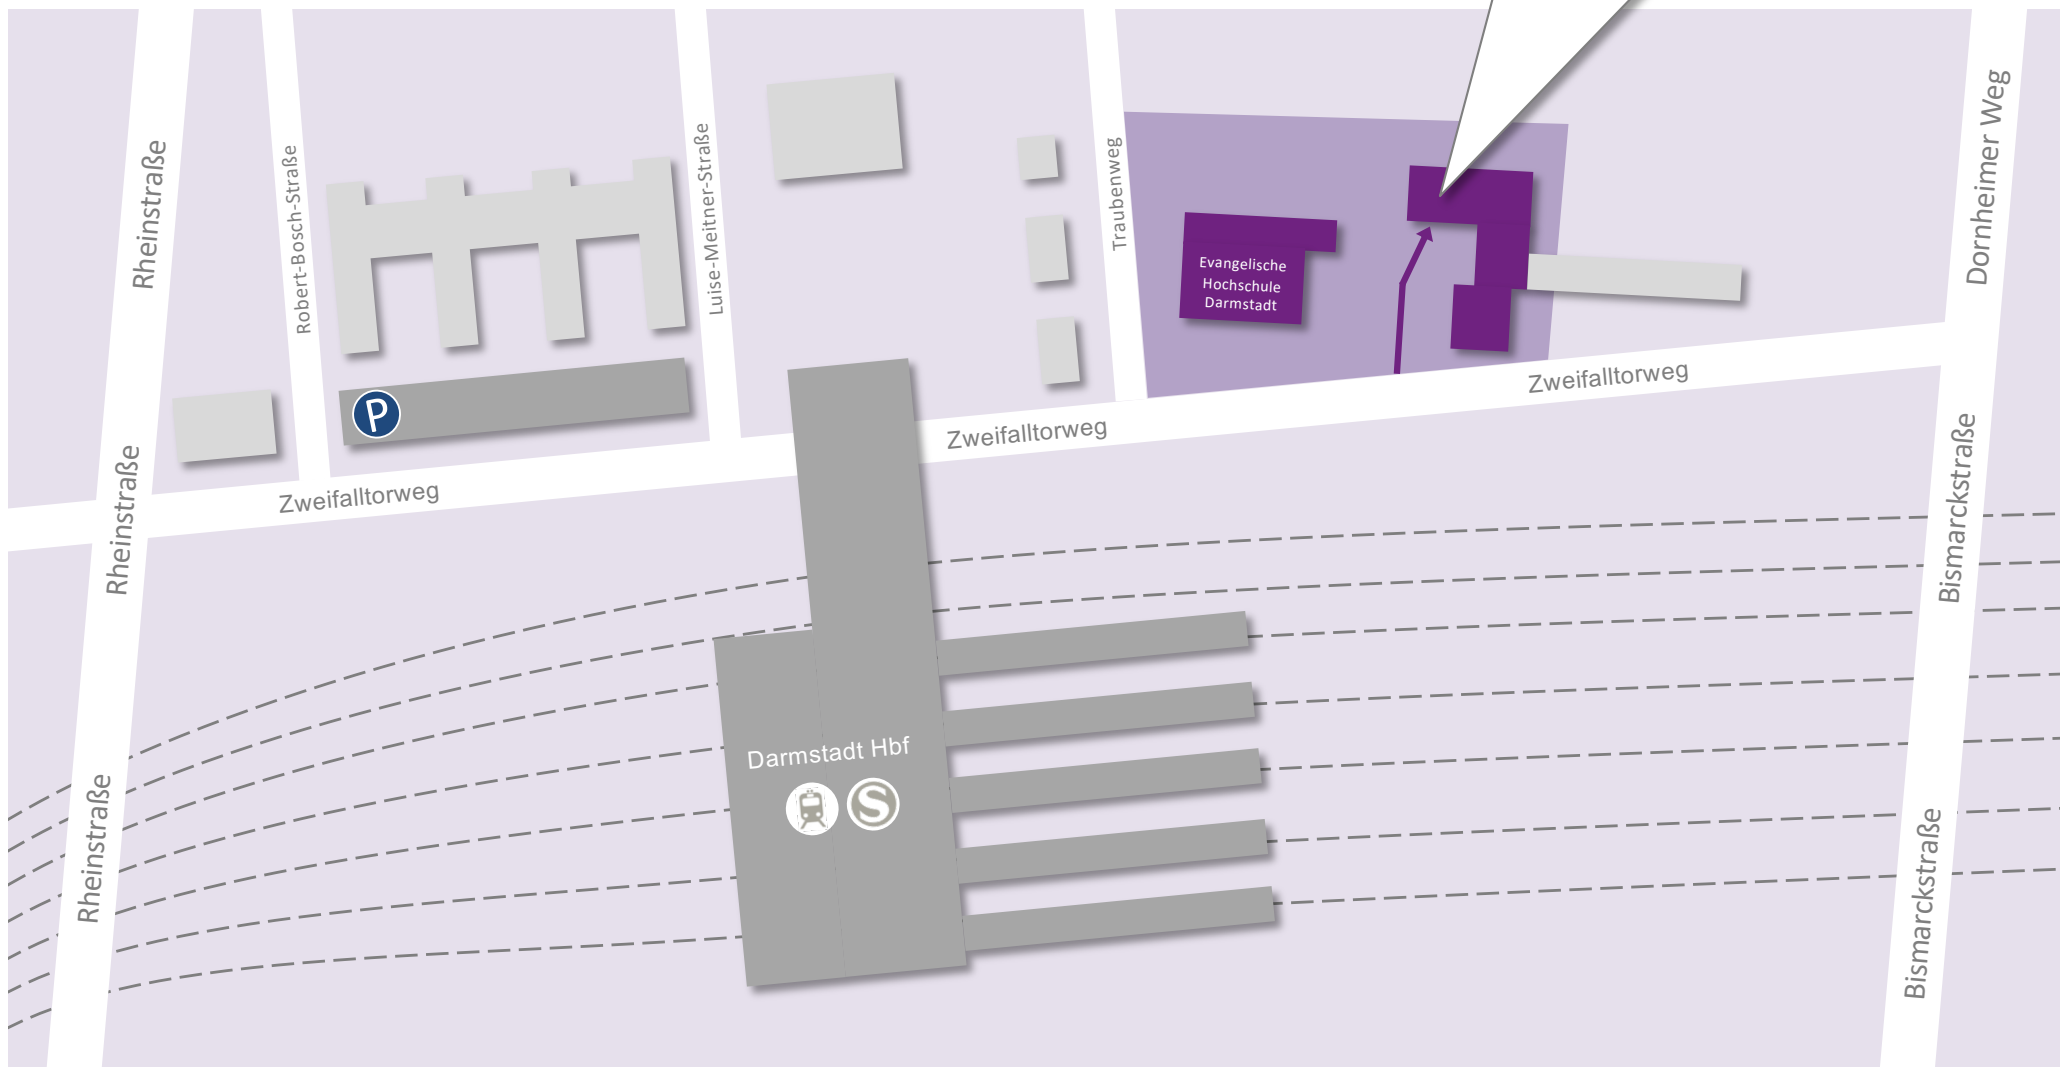 Rheinstraße
Robert-Bosch-Straße
Luise-Meitner-Straße
Traubenweg
Dornheimer Weg
Evangelische
Hochschule
Darmstadt
P
Zweifalltorweg
Zweifalltorweg
Zweifalltorweg
Rheinstraße
Bismarckstraße
Darmstadt Hbf
S
Rheinstraße
Bismarckstraße